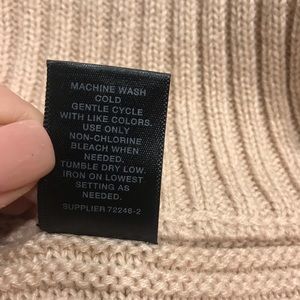 MACHINE WASH
COLD
GENTLE CYCLE
WITH LIKE COLORS.
USE ONLY
NON-CHLORINE
BLEACH WHEN
NEEDED.
TUMBLE DRY LOW.
IRON ON LOWEST
SETTING AS
NEEDED.
SUPPLIER 72246-2